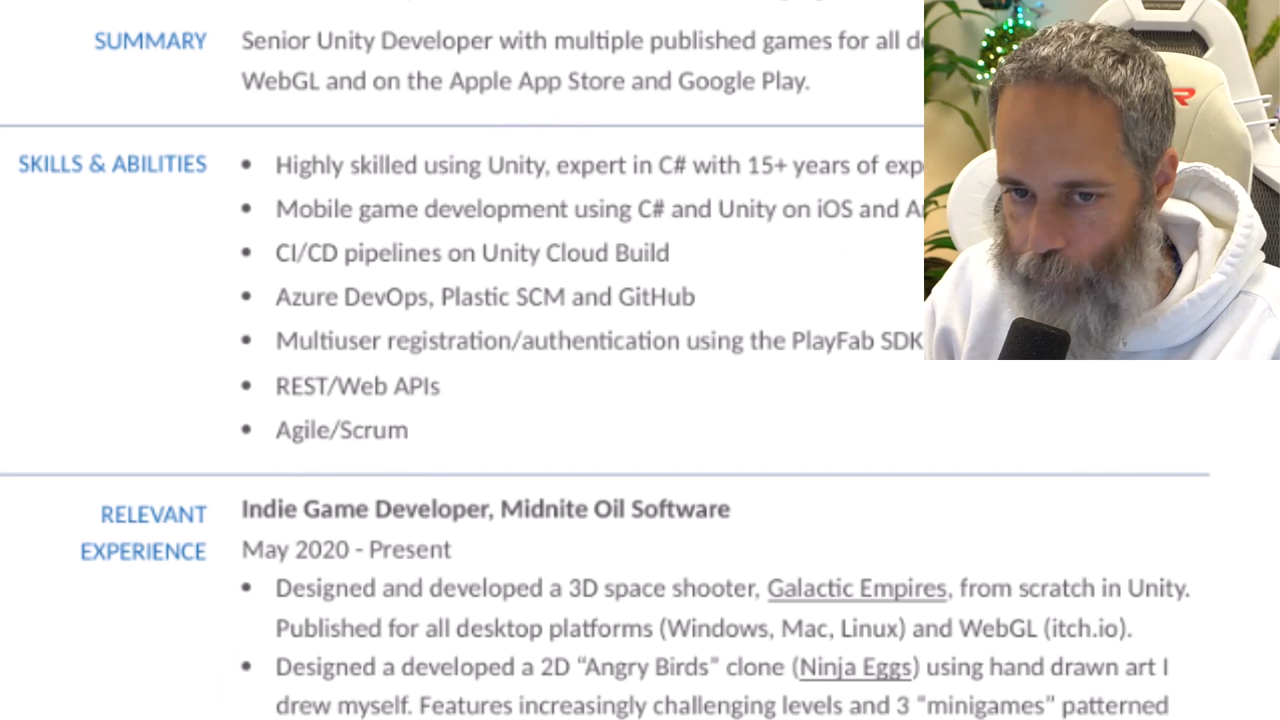 SUMMARY
Senior Unity Developer with multiple published games for all
WebGL and on the Apple App Store and Google Play.
SKILLS & ABILITIES
• Highly skilled using Unity, expert in C# with 15+ years of
• Mobile game development using C# and Unity on iOS and
• CI/CD pipelines on Unity Cloud Build
• Azure DevOps, Plastic SCM and GitHub
• Multiuser registration/authentication using the PlayFab SDK
• REST/Web APIs
• Agile/Scrum
RELEVANT
EXPERIENCE
Indie Game Developer, Midnite Oil Software
May 2020 - Present
• Designed and developed a 3D space shooter, Galactic Empires, from scratch in Unity.
Published for all desktop platforms (Windows, Mac, Linux) and WebGL (itch.io).
• Designed a developed a 2D “Angry Birds” clone (Ninja Eggs) using hand drawn art I
drew myself. Features increasingly challenging levels and 3 “minigames” patterned